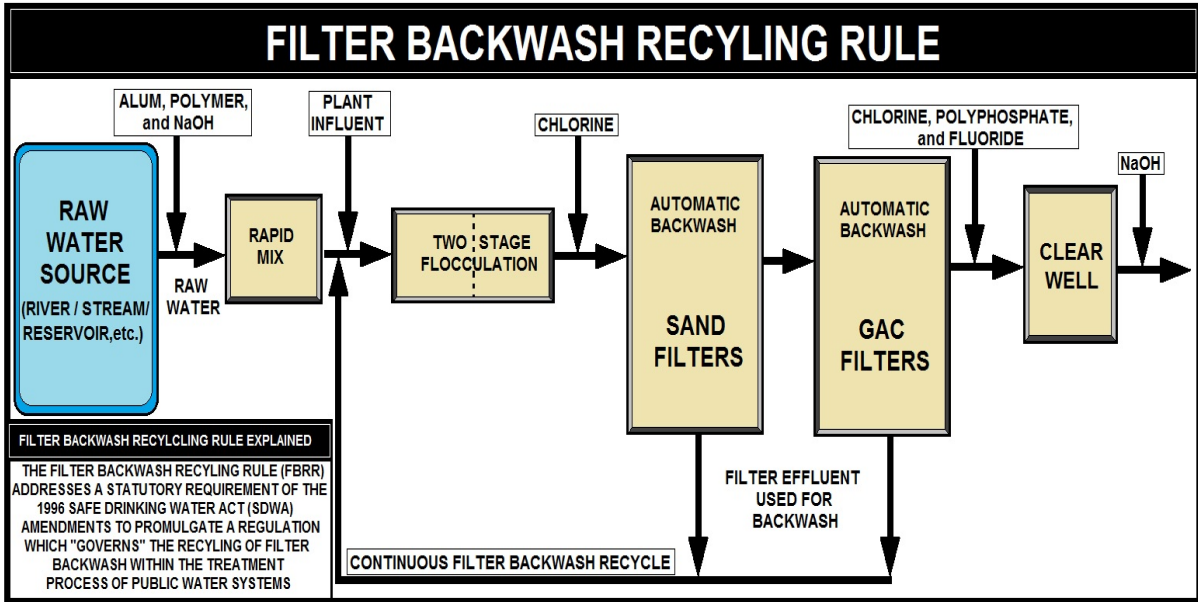 FILTER BACKWASH RECYLING RULE
ALUM, POLYMER,
and NaOH
PLANT
INFLUENT
CHLORINE
CHLORINE, POLYPHOSPHATE,
and FLUORIDE
NaOH
RAW
WATER
SOURCE
(RIVER / STREAM/
RESERVOIR,etc.)
RAW
WATER
RAPID
MIX
TWO STAGE
FLOCCULATION
AUTOMATIC
BACKWASH
SAND
FILTERS
AUTOMATIC
BACKWASH
GAC
FILTERS
CLEAR
WELL
FILTER EFFLUENT
USED FOR
BACKWASH
CONTINUOUS FILTER BACKWASH RECYCLE
FILTER BACKWASH RECYLCLING RULE EXPLAINED
THE FILTER BACKWASH RECYLING RULE (FBRR)
ADDRESSES A STATUTORY REQUIREMENT OF THE
1996 SAFE DRINKING WATER ACT (SDWA)
AMENDMENTS TO PROMULGATE A REGULATION
WHICH "GOVERNS" THE RECYLING OF FILTER
BACKWASH WITHIN THE TREATMENT
PROCESS OF PUBLIC WATER SYSTEMS